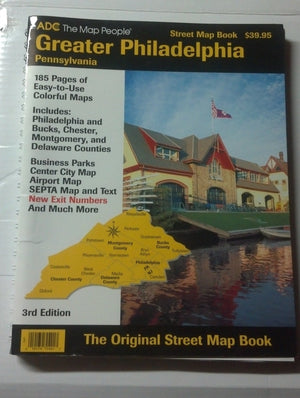 ADC The Map People®
Street Map Book $39.95
Greater Philadelphia
Pennsylvania
185 Pages of
Easy-to-Use
Colorful Maps
Includes:
Philadelphia and
Bucks, Chester,
Montgomery, and
Delaware Counties
Business Parks
Center City Map
Airport Map
SEPTA Map and Text
New Exit Numbers
And Much More
Montgomery
County
Bucks
County
Philadelphia
Chester County
Delaware
County
Media
Camden
Oxford
3rd Edition
The Original Street Map Book